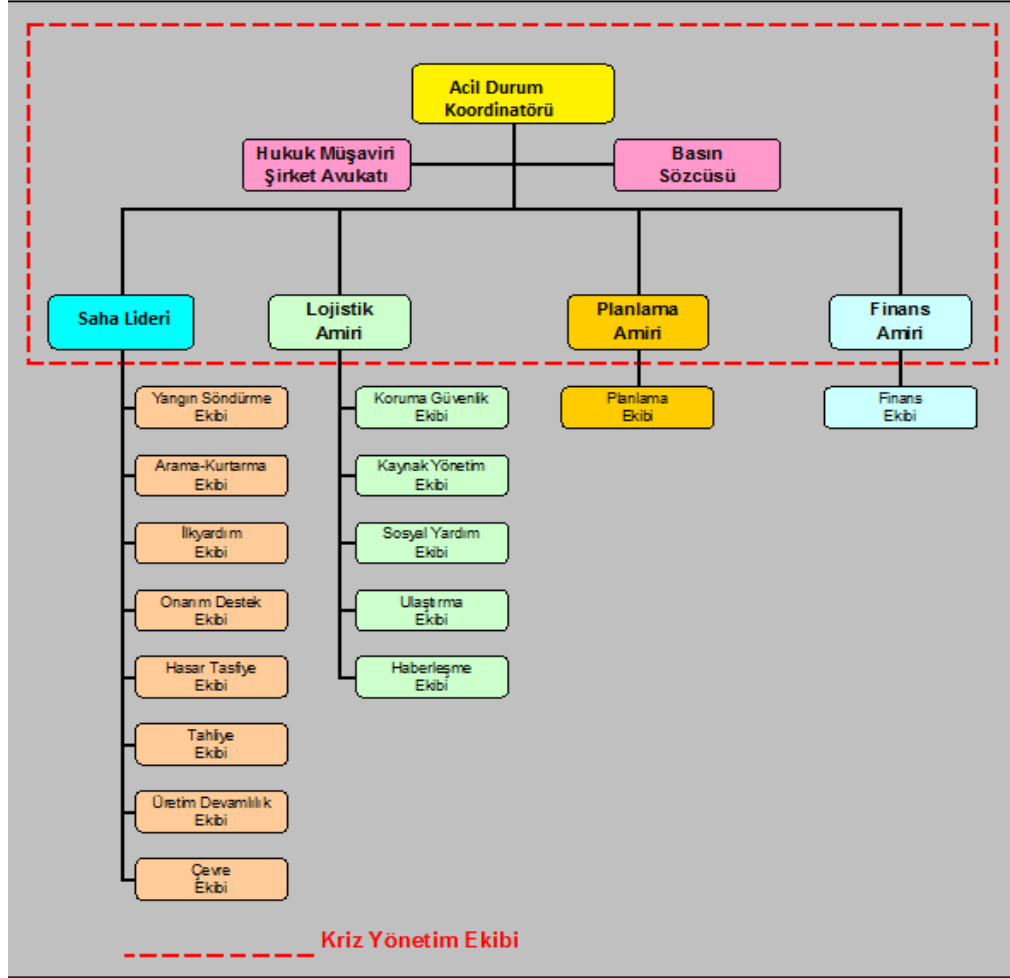 Acil Durum
Koordinatörü
Hukuk Müşaviri
Şirket Avukatı
Basın
Sözcüsü
Saha Lideri
Lojistik
Amiri
Planlama
Amiri
Finans
Amiri
Yangın Söndürme
Ekibi
Arama-Kurtarma
Ekibi
İlkyardım
Ekibi
Onarım Destek
Ekibi
Hasar Tasfiye
Ekibi
Tahliye
Ekibi
Üretim Devamlılık
Ekibi
Çevre
Ekibi
Koruma Güvenlik
Ekibi
Kaynak Yönetim
Ekibi
Sosyal Yardım
Ekibi
Ulaştırma
Ekibi
Haberleşme
Ekibi
Planlama
Ekibi
Finans
Ekibi
Kriz Yönetim Ekibi